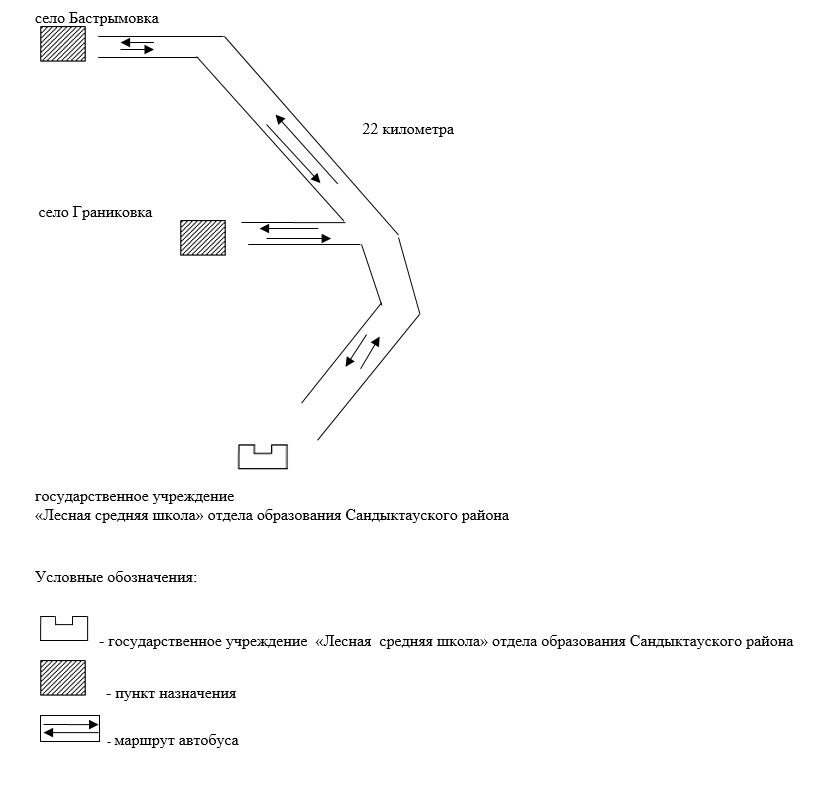 село Бастрымовка
22 километра
село Граниковка
государственное учреждение
«Лесная средняя школа» отдела образования Сандыктауского района
Условные обозначения:
- государственное учреждение «Лесная средняя школа» отдела образования Сандыктауского района
- пункт назначения
- маршрут автобуса